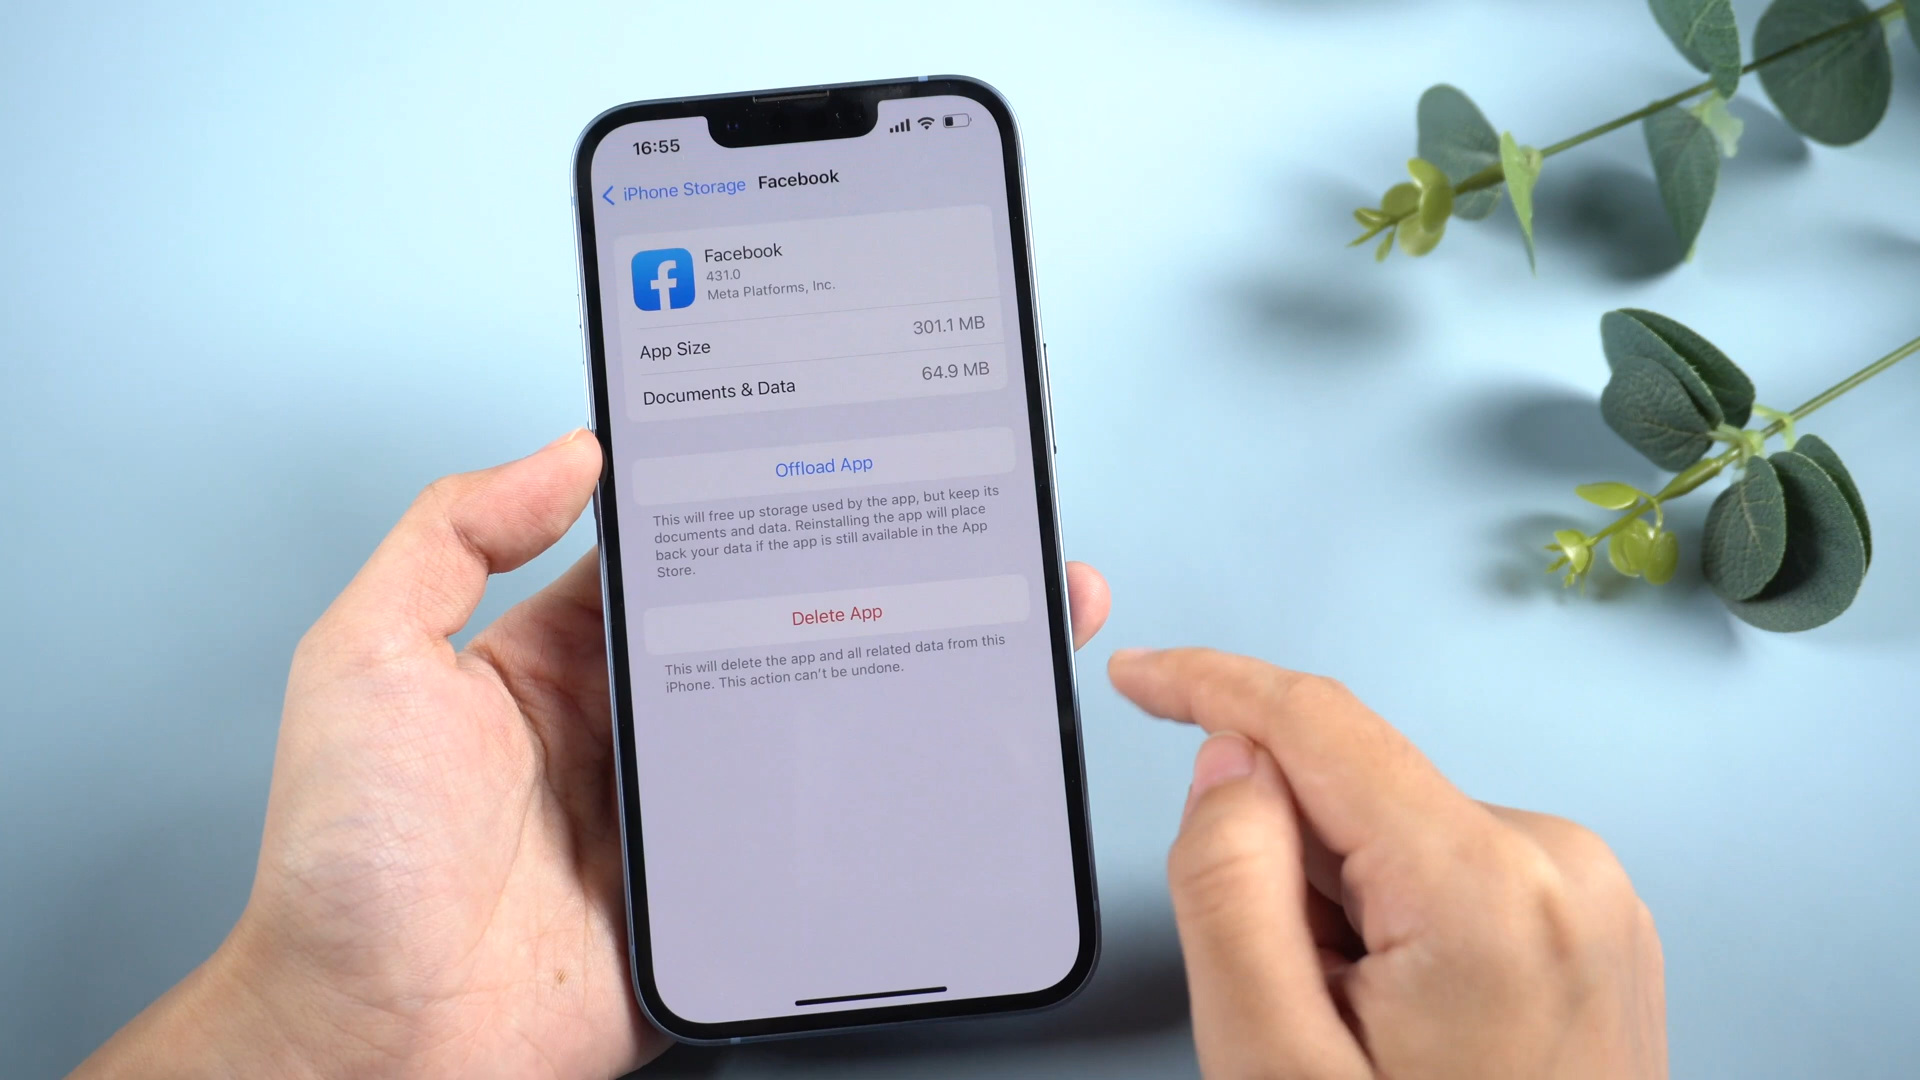 16:55
iPhone Storage Facebook
Facebook
431.0
Meta Platforms, Inc.
App Size 301.1 MB
Documents & Data 64.9 MB
Offload App
This will free up storage used by the app, but keep its
documents and data. Reinstalling the app will place
back your data if the app is still available in the App
Store.
Delete App
This will delete the app and all related data from this
iPhone. This action can't be undone.